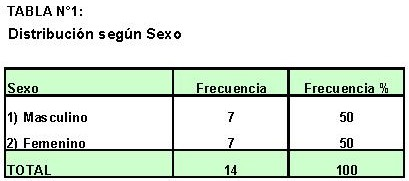 TABLA N°1:
Distribución según Sexo
Sexo Frecuencia Frecuencia %
1) Masculino 7 50
2) Femenino 7 50
TOTAL 14 100